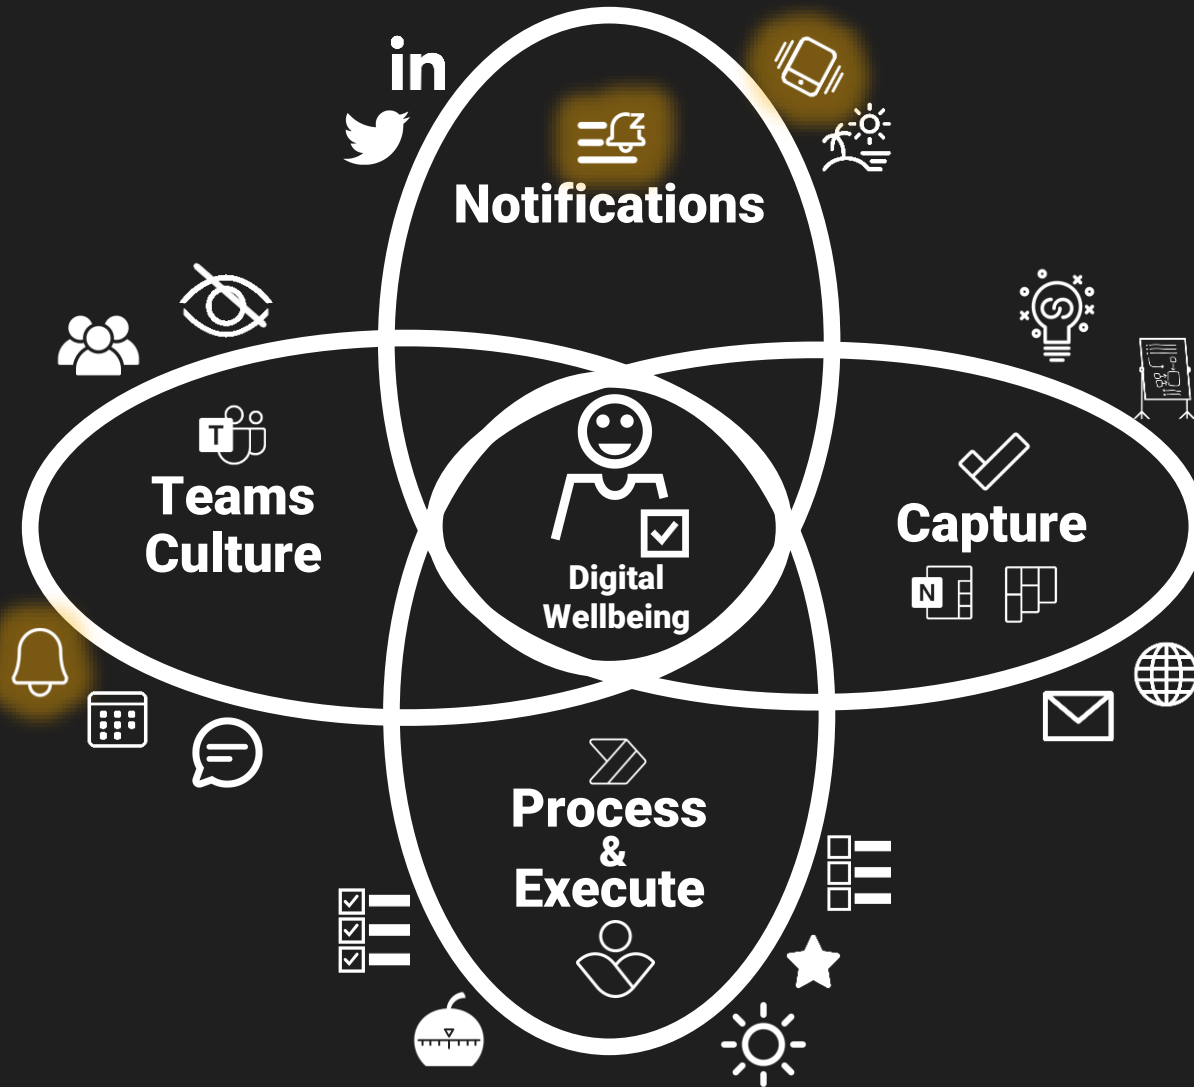 in
Z
Notifications
T
Teams
Culture
Capture
N
Digital
Wellbeing
Process
&
Execute